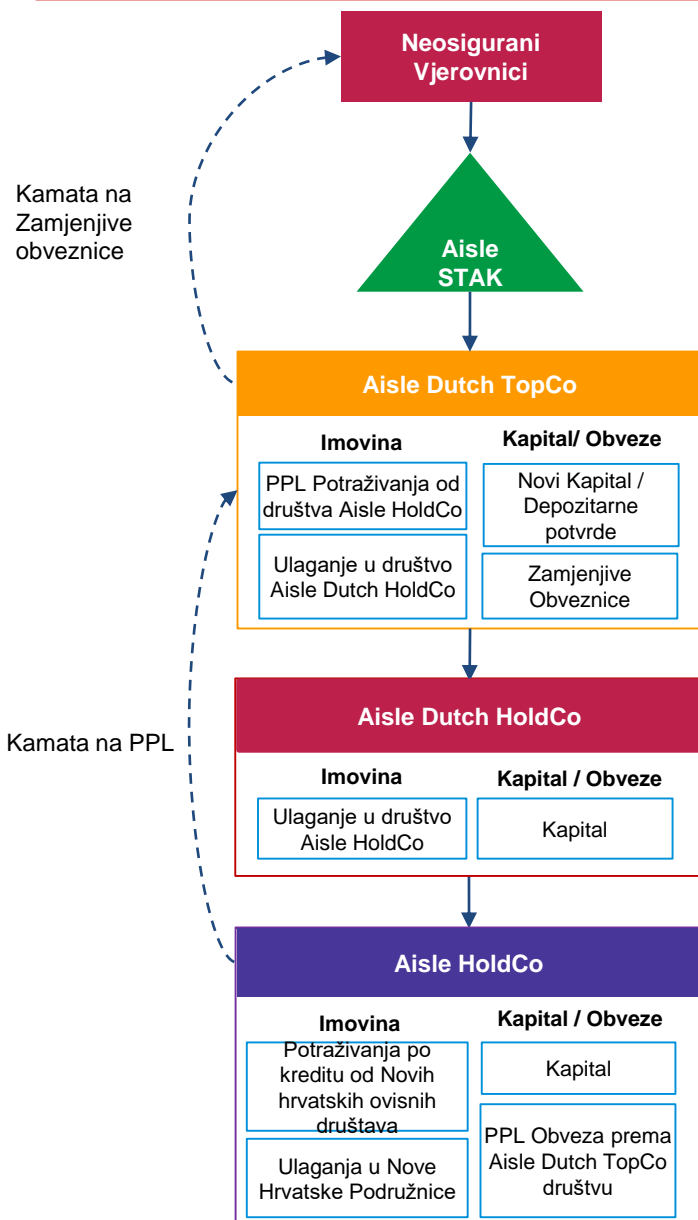 Neosigurani
Vjerovnici
Kamata na
Zamjenjive
obveznice
Aisle
STAK
Aisle Dutch TopCo
Imovina
Kapital/ Obveze
PPL Potraživanja od
društva Aisle HoldCo
Novi Kapital /
Depozitarne
potvrde
Ulaganje u društvo
Aisle Dutch HoldCo
Zamjenjive
Obveznice
Kamata na PPL
Aisle Dutch HoldCo
Imovina
Kapital / Obveze
Ulaganje u društvo
Aisle HoldCo
Kapital
Aisle HoldCo
Imovina
Kapital / Obveze
Potraživanja po
kreditu od Novih
hrvatskih ovisnih
društava
Kapital
Ulaganja u Nove
Hrvatske Podružnice
PPL Obveza prema
Aisle Dutch TopCo
društvu